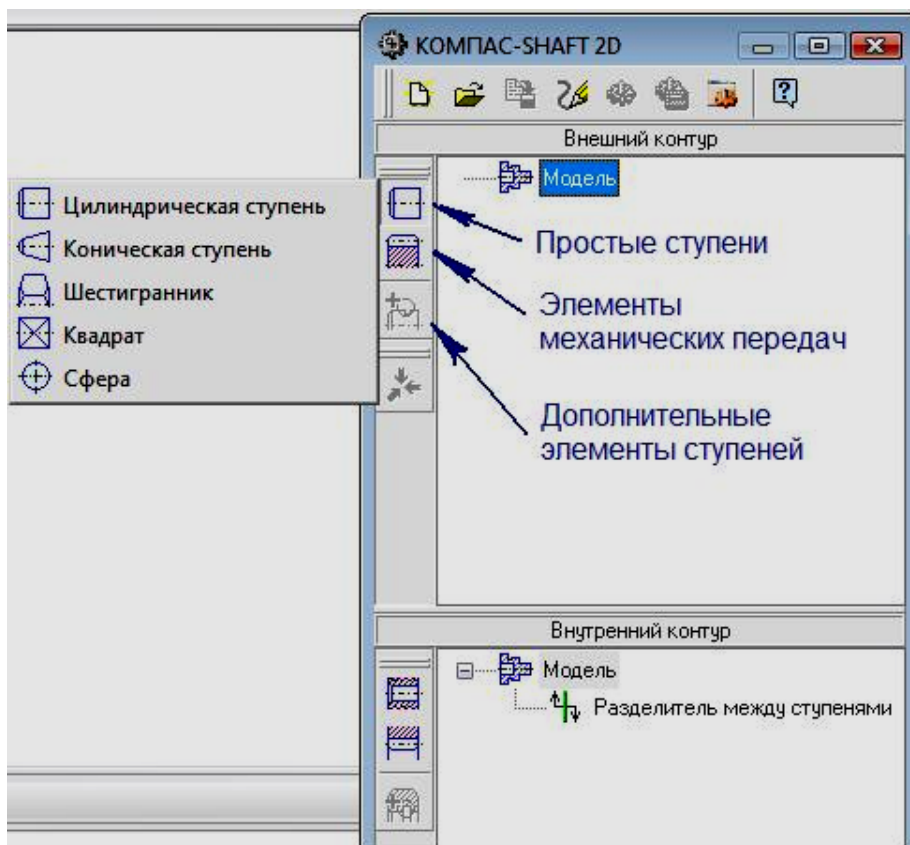 КОМПАС-SHAFT 2D
Внешний контур
Модель
Цилиндрическая ступень
Коническая ступень
Шестигранник
Квадрат
Сфера
Простые ступени
Элементы
механических передач
Дополнительные
элементы ступеней
Внутренний контур
Модель
Разделитель между ступенями